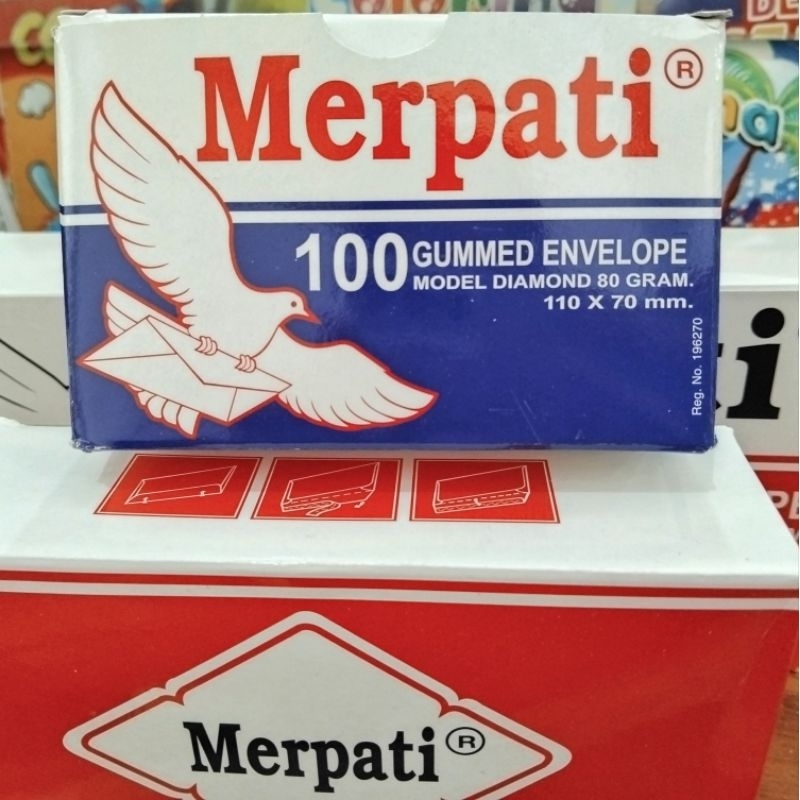 Merpati®
100 GUMMED ENVELOPE
MODEL DIAMOND 80 GRAM.
110 X 70 mm.
Reg. No. 196270
Merpati®